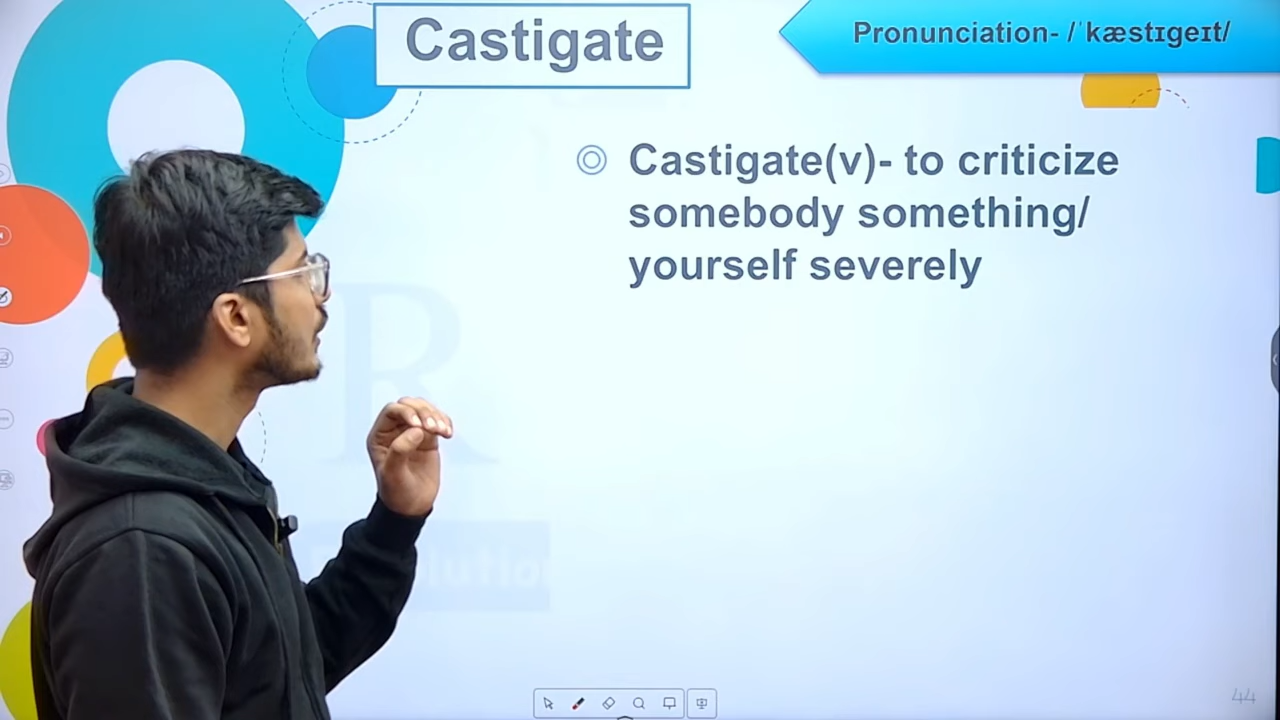 Castigate
Pronunciation- /ˈkæstɪgeɪt/
Castigate(v)- to criticize
somebody something/
yourself severely
R
44